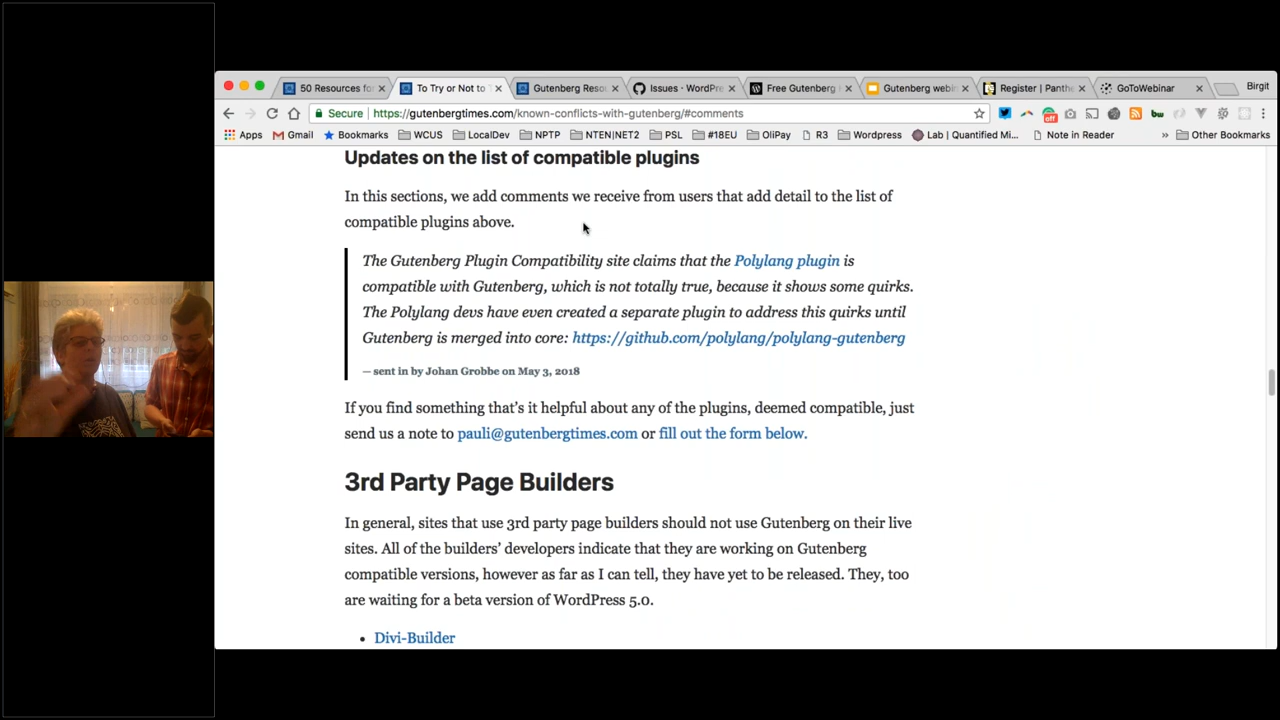 50 Resources fo
To Try or Not to
Gutenberg Reso
Issues · WordPre
Free Gutenberg
Gutenberg webi
Register | Panthe
GoToWebinar
Birgit
Secure
https://gutenbergtimes.com/known-conflicts-with-gutenberg/#comments
off
bw
Apps
Gmail
Bookmarks
WCUS
LocalDev
NPTP
NTEN|NET2
PSL
#18EU
OliPay
R3
Wordpress
Lab | Quantified Mi...
Note in Reader
»
Other Bookmarks
Updates on the list of compatible plugins
In this sections, we add comments we receive from users that add detail to the list of
compatible plugins above.
The Gutenberg Plugin Compatibility site claims that the Polylang plugin is
compatible with Gutenberg, which is not totally true, because it shows some quirks.
The Polylang devs have even created a separate plugin to address this quirks until
Gutenberg is merged into core: https://github.com/polylang/polylang-gutenberg
— sent in by Johan Grobbe on May 3, 2018
If you find something that's it helpful about any of the plugins, deemed compatible, just
send us a note to pauli@gutenbergtimes.com or fill out the form below.
3rd Party Page Builders
In general, sites that use 3rd party page builders should not use Gutenberg on their live
sites. All of the builders' developers indicate that they are working on Gutenberg
compatible versions, however as far as I can tell, they have yet to be released. They, too
are waiting for a beta version of WordPress 5.0.
• Divi-Builder